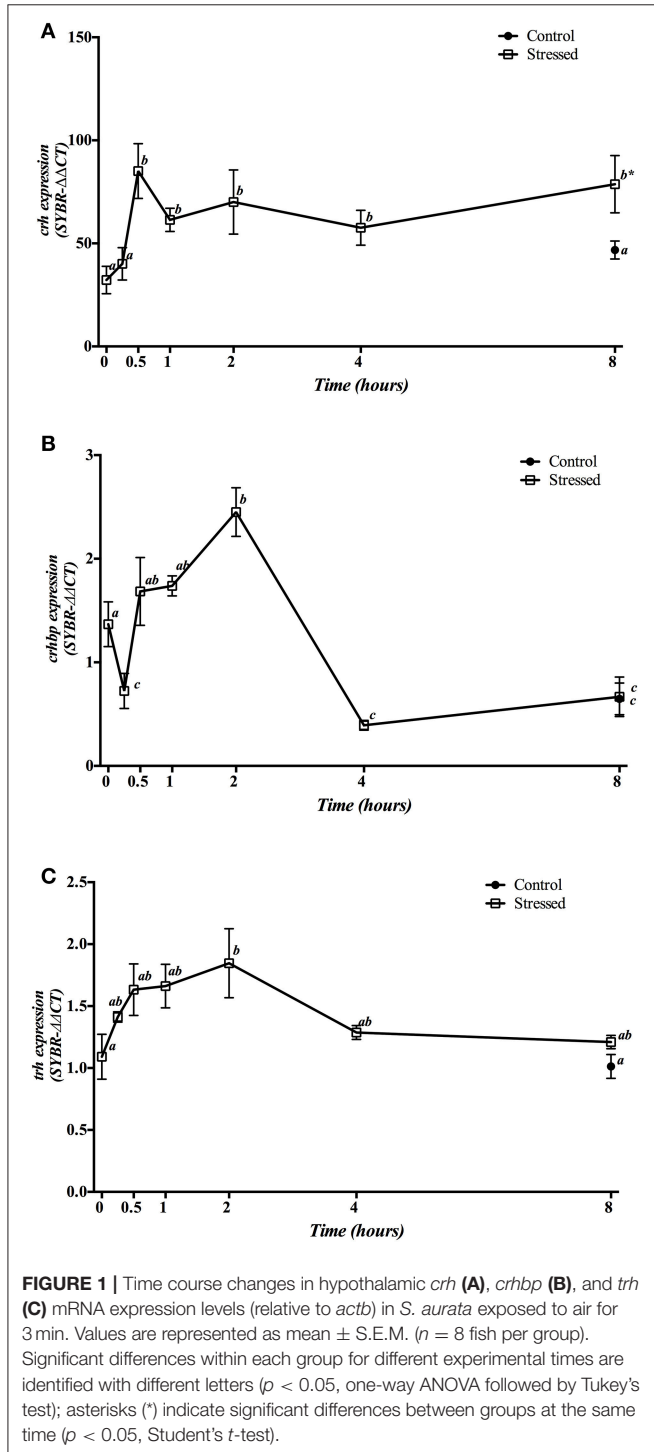 A
150
100
50
0
crh expression
(SYBR-ΔΔCT)
Control
Stressed
a
a
b
b
b
b
b*
a
0
0.5
1
2
4
8
Time (hours)
B
3
2
1
0
crhbp expression
(SYBR-ΔΔCT)
Control
Stressed
a
c
ab
ab
b
c
c
c
0
0.5
1
2
4
8
Time (hours)
C
2.5
2.0
1.5
1.0
0.5
0.0
trh expression
(SYBR-ΔΔCT)
Control
Stressed
a
ab
ab
ab
b
ab
ab
a
0
0.5
1
2
4
8
Time (hours)
FIGURE 1 | Time course changes in hypothalamic crh (A), crhbp (B), and trh
(C) mRNA expression levels (relative to actb) in S. aurata exposed to air for
3 min. Values are represented as mean ± S.E.M. (n = 8 fish per group).
Significant differences within each group for different experimental times are
identified with different letters (p < 0.05, one-way ANOVA followed by Tukey's
test); asterisks (*) indicate significant differences between groups at the same
time (p < 0.05, Student's t-test).